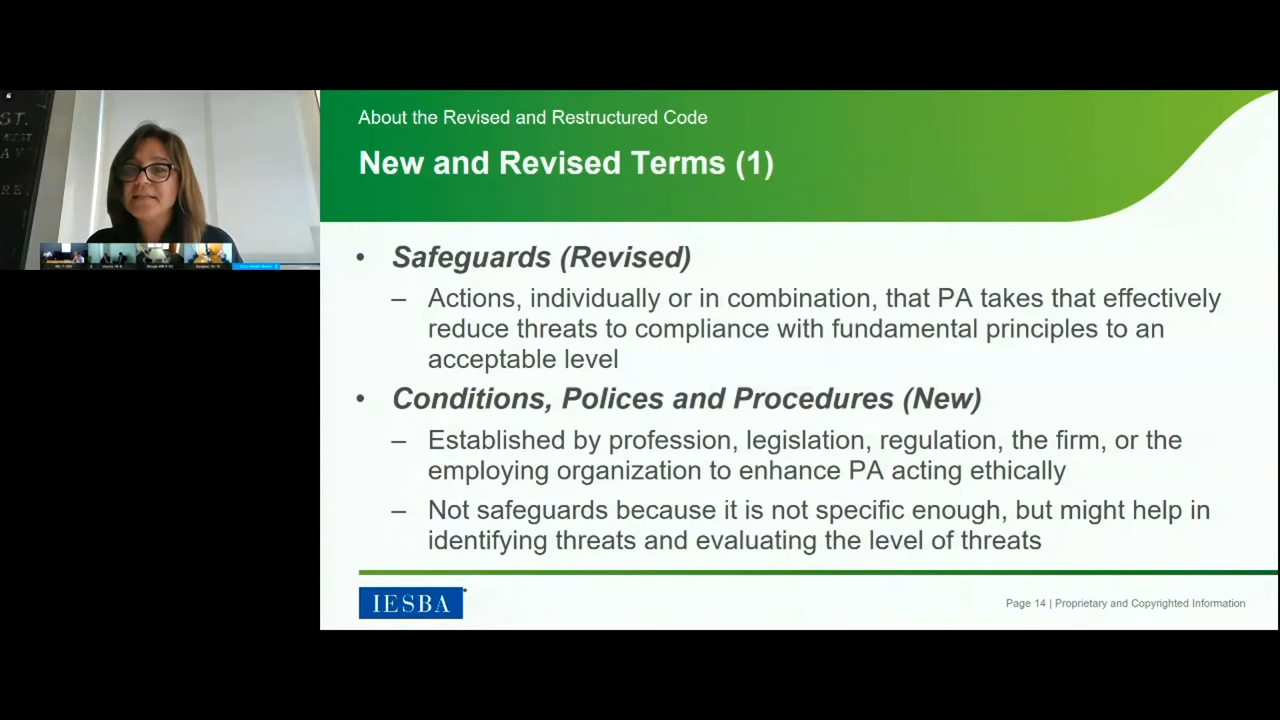 ST.
About the Revised and Restructured Code
New and Revised Terms (1)
• Safeguards (Revised)
– Actions, individually or in combination, that PA takes that effectively
reduce threats to compliance with fundamental principles to an
acceptable level
• Conditions, Polices and Procedures (New)
– Established by profession, legislation, regulation, the firm, or the
employing organization to enhance PA acting ethically
– Not safeguards because it is not specific enough, but might help in
identifying threats and evaluating the level of threats
IESBA
Page 14 | Proprietary and Copyrighted Information